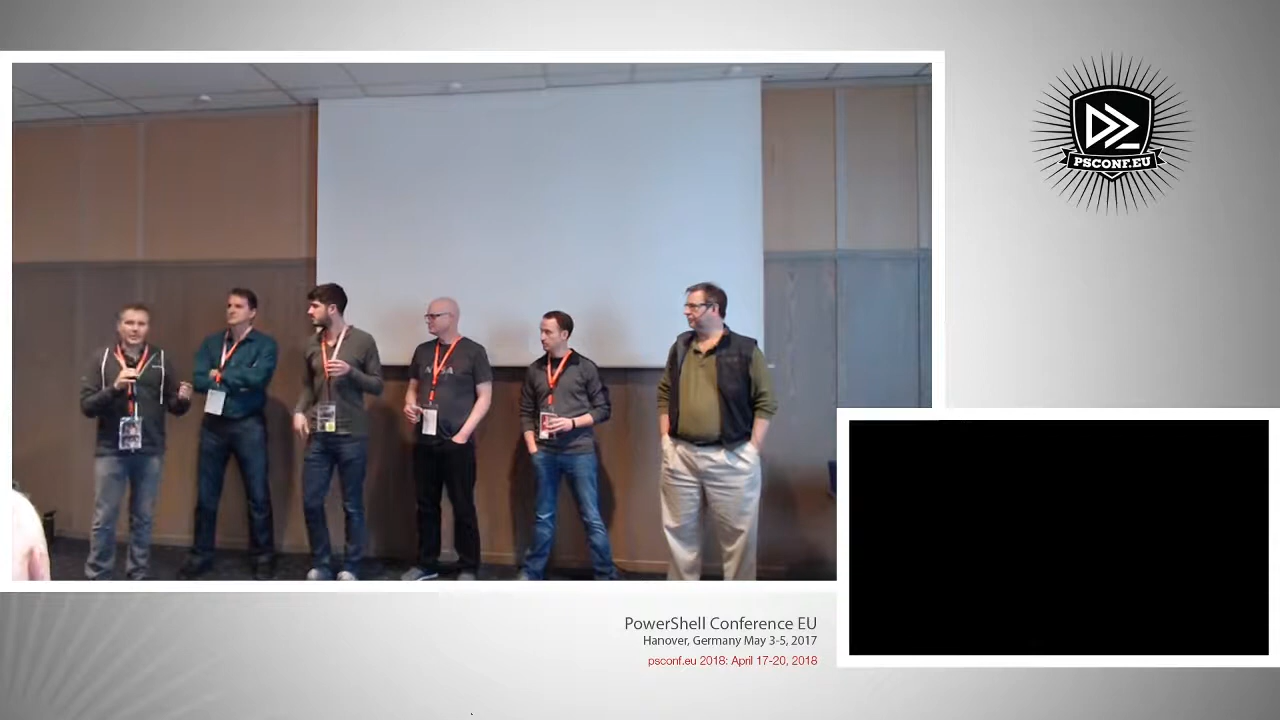 PSCONF.EU
PowerShell Conference EU
Hanover, Germany May 3-5, 2017
psconf.eu 2018: April 17-20, 2018